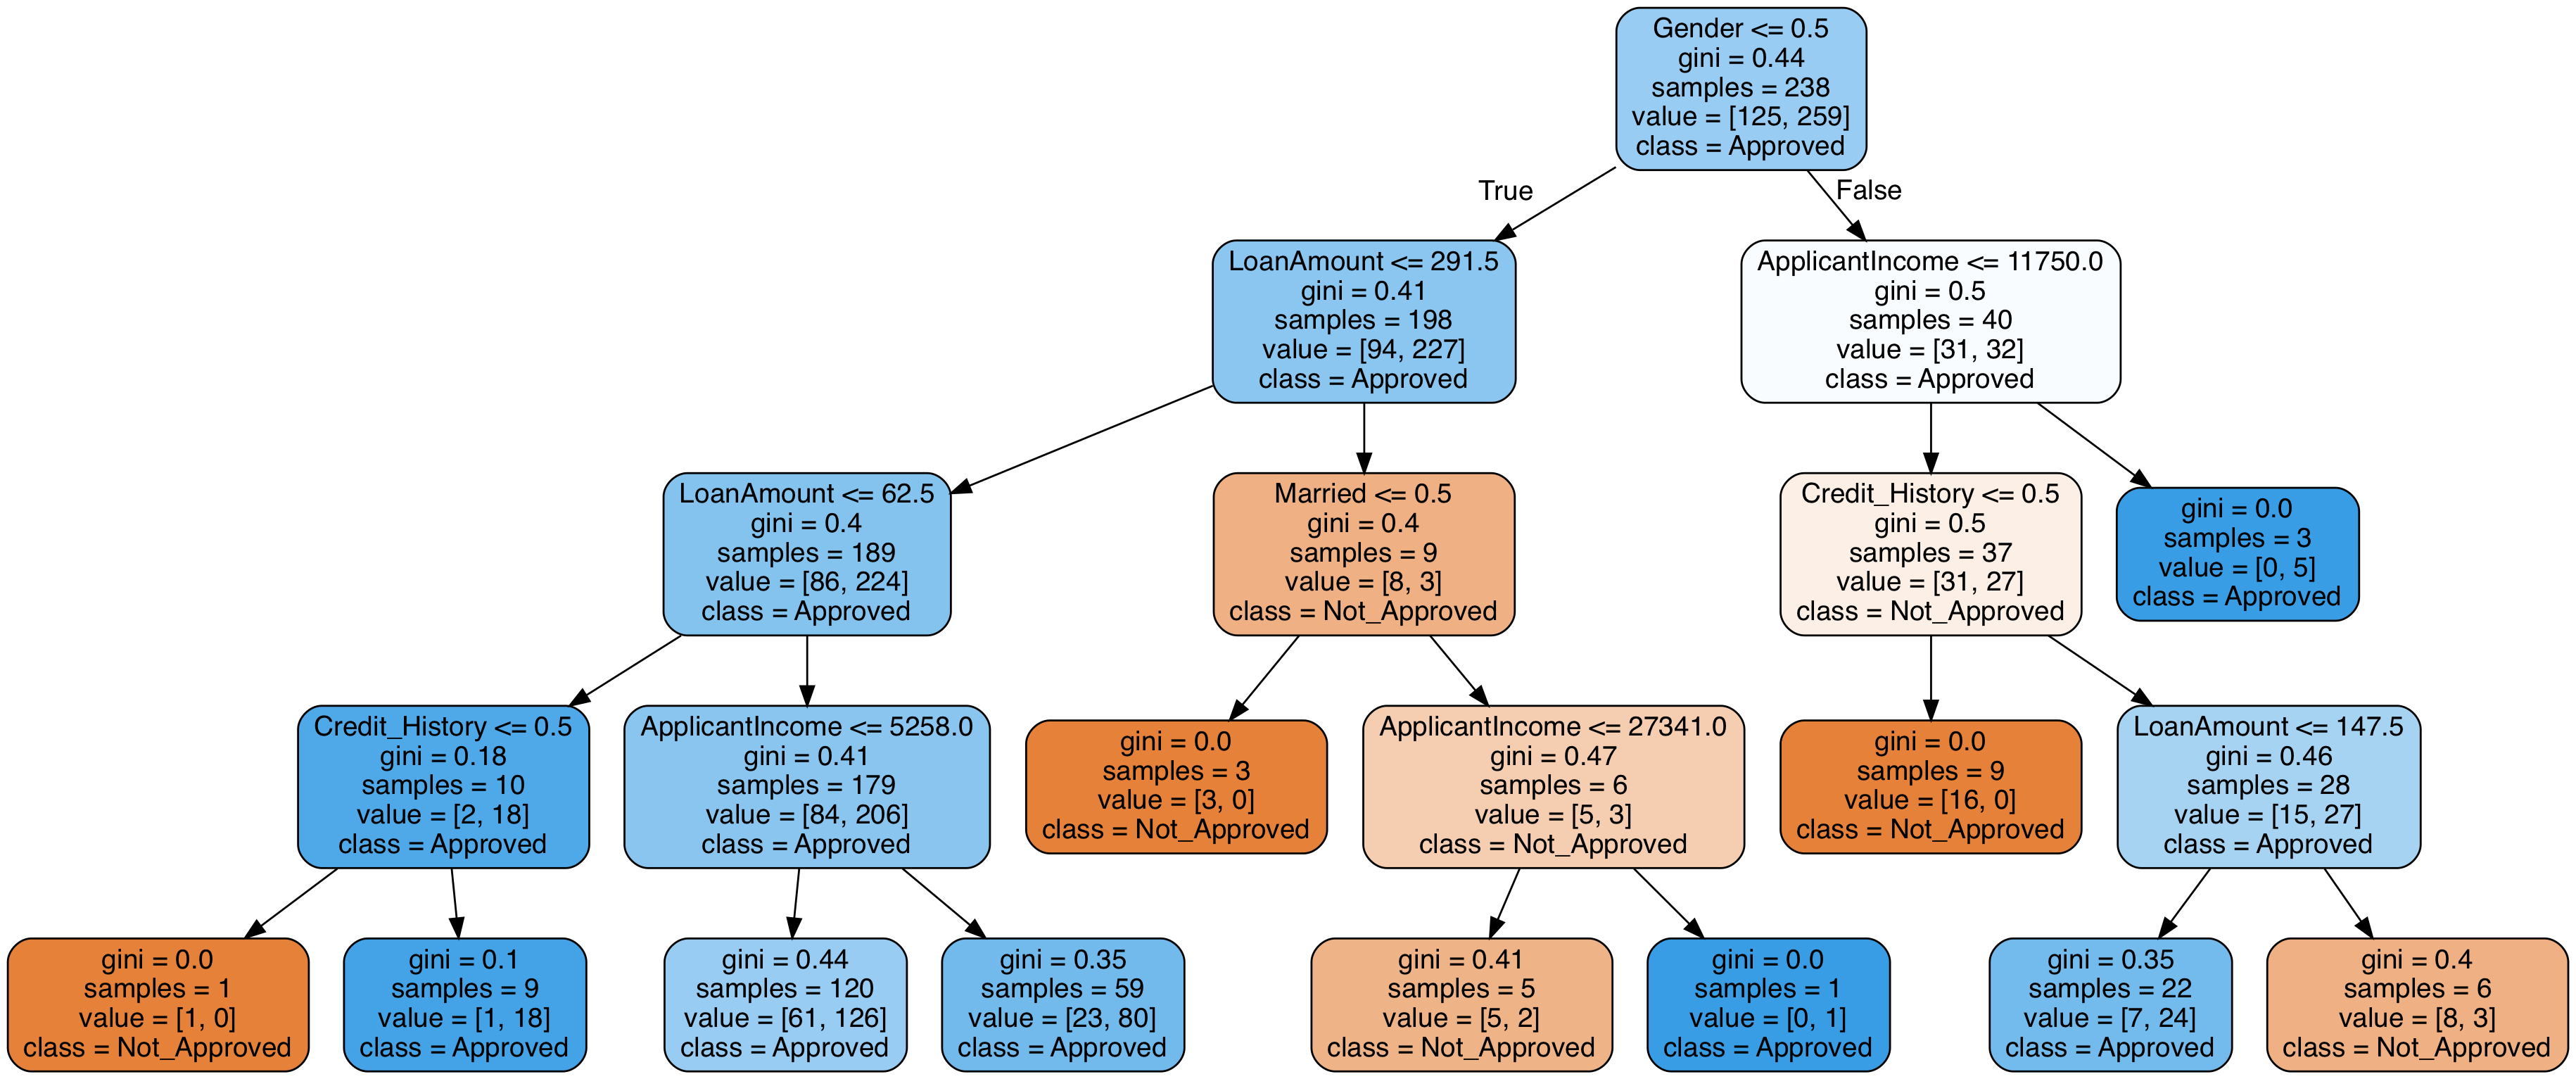 Gender <= 0.5
gini = 0.44
samples = 238
value = [125, 259]
class = Approved
True
False
LoanAmount <= 291.5
gini = 0.41
samples = 198
value = [94, 227]
class = Approved
ApplicantIncome <= 11750.0
gini = 0.5
samples = 40
value = [31, 32]
class = Approved
LoanAmount <= 62.5
gini = 0.4
samples = 189
value = [86, 224]
class = Approved
Married <= 0.5
gini = 0.4
samples = 9
value = [8, 3]
class = Not_Approved
Credit_History <= 0.5
gini = 0.5
samples = 37
value = [31, 27]
class = Not_Approved
gini = 0.0
samples = 3
value = [0, 5]
class = Approved
Credit_History <= 0.5
gini = 0.18
samples = 10
value = [2, 18]
class = Approved
ApplicantIncome <= 5258.0
gini = 0.41
samples = 179
value = [84, 206]
class = Approved
gini = 0.0
samples = 3
value = [3, 0]
class = Not_Approved
ApplicantIncome <= 27341.0
gini = 0.47
samples = 6
value = [5, 3]
class = Not_Approved
gini = 0.0
samples = 9
value = [16, 0]
class = Not_Approved
LoanAmount <= 147.5
gini = 0.46
samples = 28
value = [15, 27]
class = Approved
gini = 0.0
samples = 1
value = [1, 0]
class = Not_Approved
gini = 0.1
samples = 9
value = [1, 18]
class = Approved
gini = 0.44
samples = 120
value = [61, 126]
class = Approved
gini = 0.35
samples = 59
value = [23, 80]
class = Approved
gini = 0.41
samples = 5
value = [5, 2]
class = Not_Approved
gini = 0.0
samples = 1
value = [0, 1]
class = Approved
gini = 0.35
samples = 22
value = [7, 24]
class = Approved
gini = 0.4
samples = 6
value = [8, 3]
class = Not_Approved